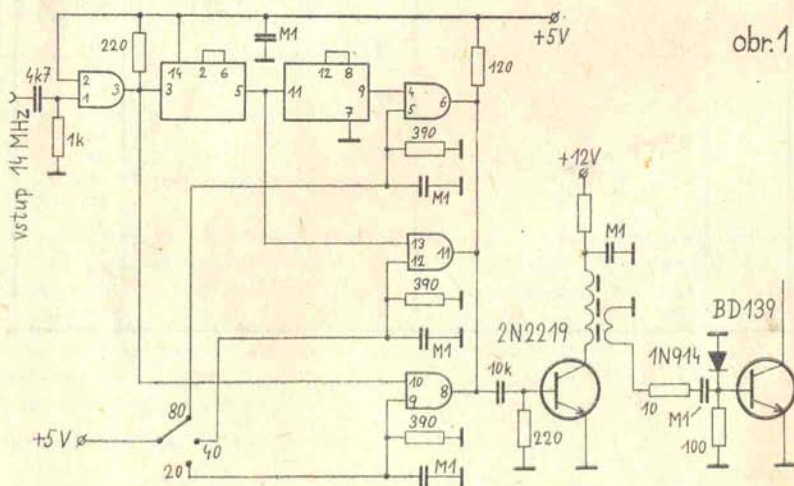 obr.1
+5V
M1
220
14 2 6
12 8
120
4k7
2
1
3
3
5
11
9
7
4
5
6
1k
390
M1
vstup 14 MHz
+12V
13
12
11
M1
390
M1
2N2219
BD139
1N914
10
9
8
10k
80
+5V
40
20
390
M1
220
10
M1
100